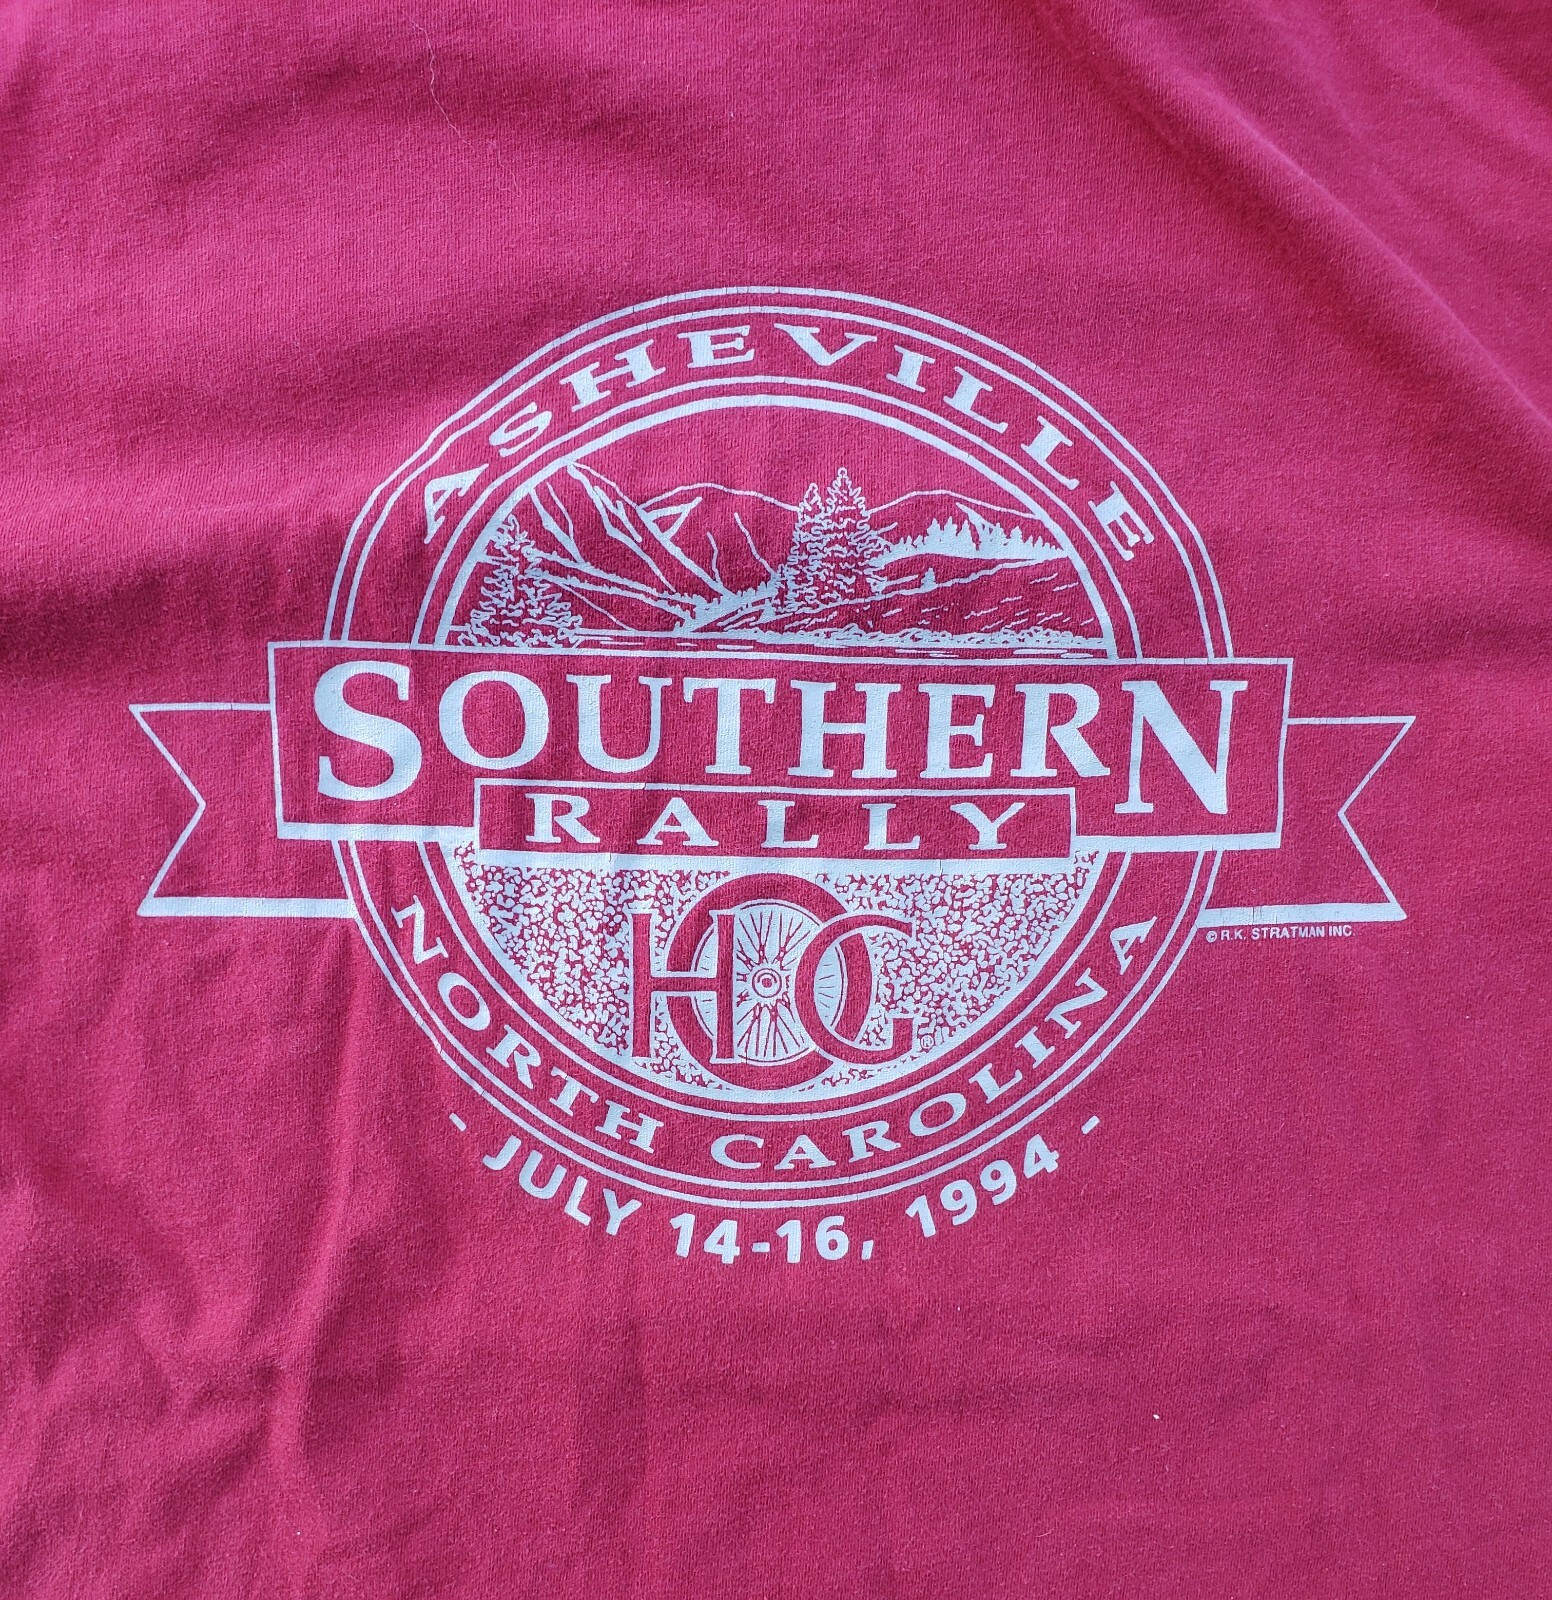 ASHEVILLE
SOUTHERN
RALLY
HOG®
© R.K. STRATMAN INC.
NORTH CAROLINA
- JULY 14-16, 1994 -